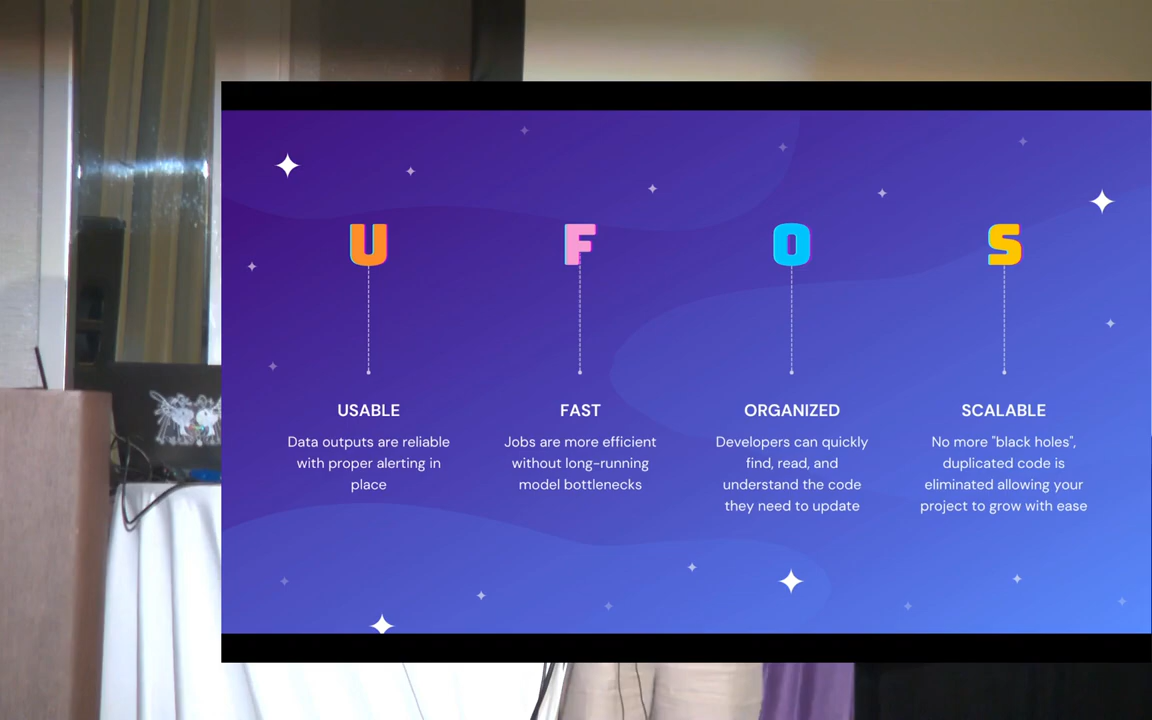 U
F
O
S
USABLE
Data outputs are reliable
with proper alerting in
place
FAST
Jobs are more efficient
without long-running
model bottlenecks
ORGANIZED
Developers can quickly
find, read, and
understand the code
they need to update
SCALABLE
No more "black holes",
duplicated code is
eliminated allowing your
project to grow with ease